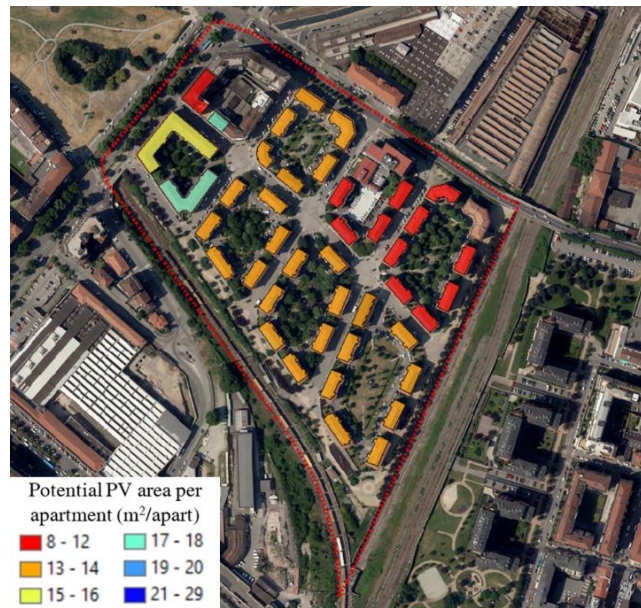 Potential PV area per
apartment (m²/apart)
8 - 12
17 - 18
13 - 14
19 - 20
15 - 16
21 - 29